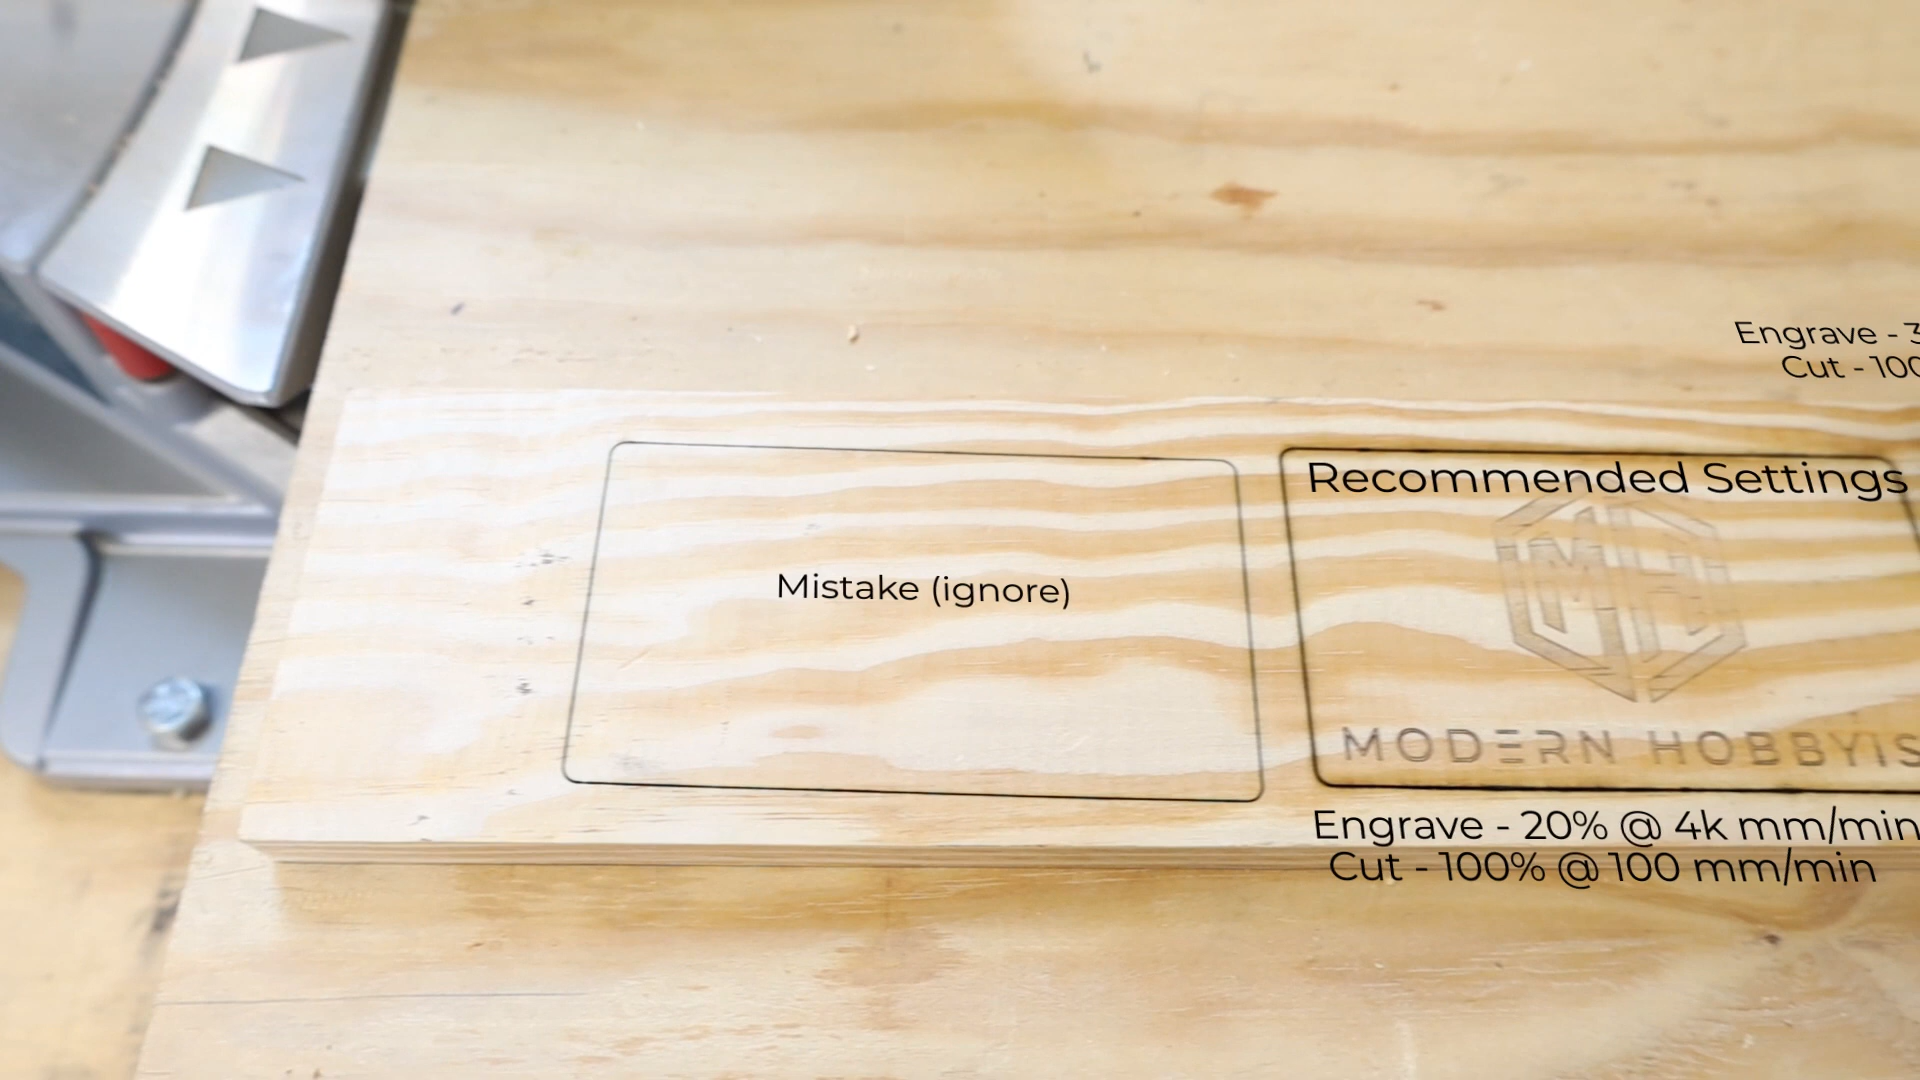 Engrave - 3
Cut - 100
Recommended Settings
Mistake (ignore)
MH
MODERN HOBBYIS
Engrave - 20% @ 4k mm/min
Cut - 100% @ 100 mm/min